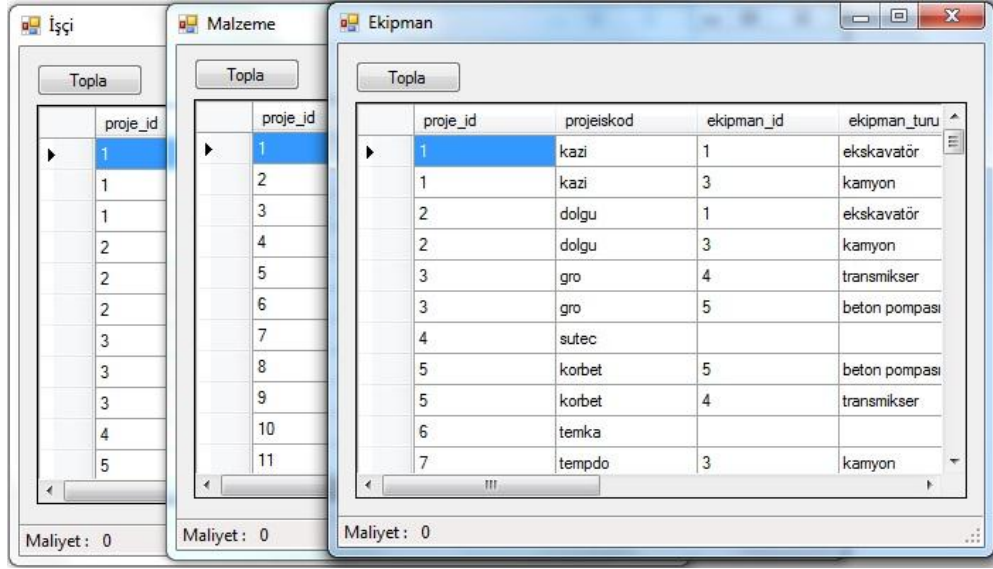 İşçi
Topla
proje_id
1
1
1
2
2
2
3
3
3
4
5
Maliyet : 0
Malzeme
Topla
proje_id
1
2
3
4
5
6
7
8
9
10
11
Maliyet : 0
Ekipman
Topla
proje_id projeiskod ekipman_id ekipman_turu
1 kazi 1 ekskavatör
1 kazi 3 kamyon
2 dolgu 1 ekskavatör
2 dolgu 3 kamyon
3 gro 4 transmikser
3 gro 5 beton pompası
4 sutec
5 korbet 5 beton pompası
5 korbet 4 transmikser
6 temka
7 tempdo 3 kamyon
Maliyet : 0